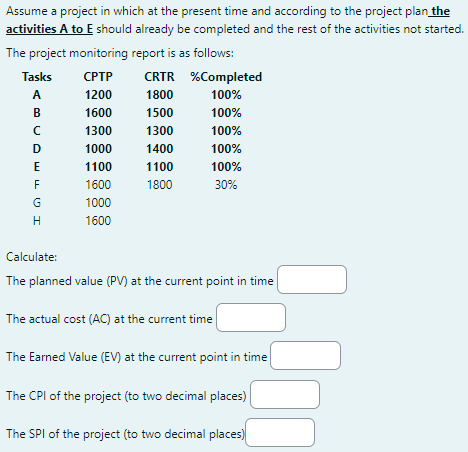 Assume a project in which at the present time and according to the project plan the
activities A to E should already be completed and the rest of the activities not started.
The project monitoring report is as follows:
Tasks CPTP CRTR %Completed
A 1200 1800 100%
B 1600 1500 100%
C 1300 1300 100%
D 1000 1400 100%
E 1100 1100 100%
F 1600 1800 30%
G 1000
H 1600
Calculate:
The planned value (PV) at the current point in time
The actual cost (AC) at the current time
The Earned Value (EV) at the current point in time
The CPI of the project (to two decimal places)
The SPI of the project (to two decimal places)